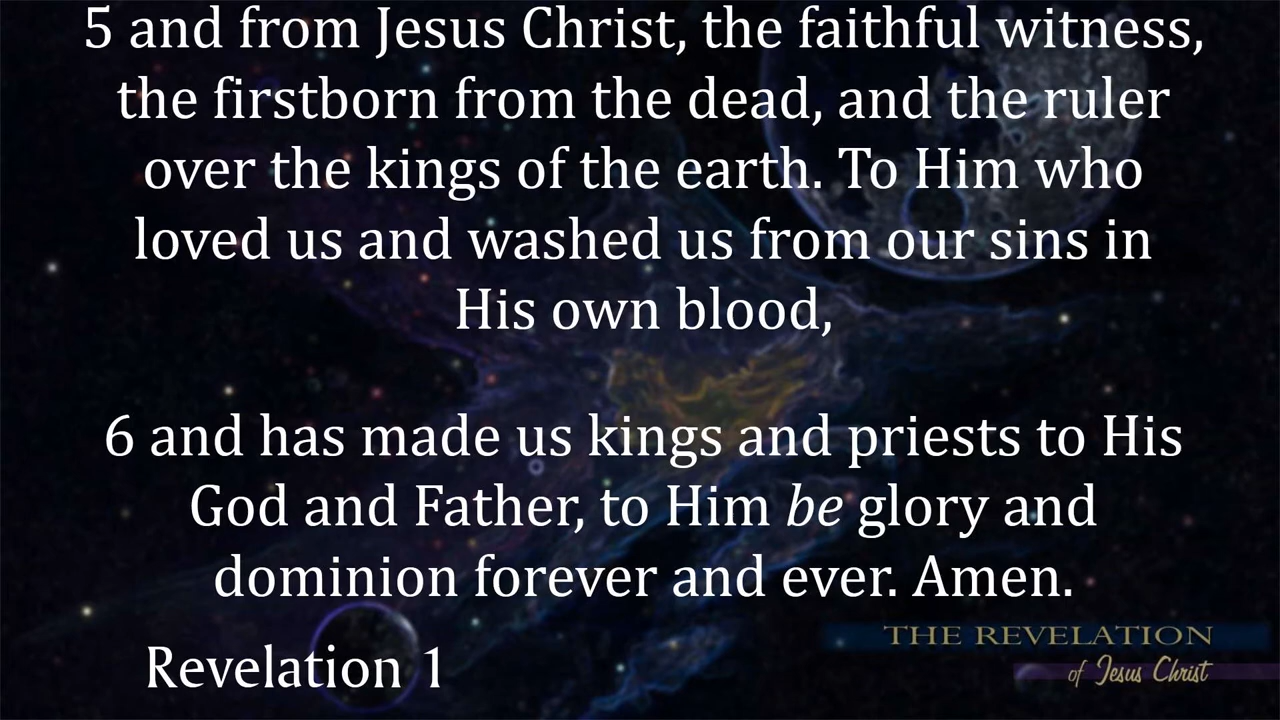 5 and from Jesus Christ, the faithful witness,
the firstborn from the dead, and the ruler
over the kings of the earth. To Him who
loved us and washed us from our sins in
His own blood,
6 and has made us kings and priests to His
God and Father, to Him be glory and
dominion forever and ever. Amen.
Revelation 1
THE REVELATION
of Jesus Christ